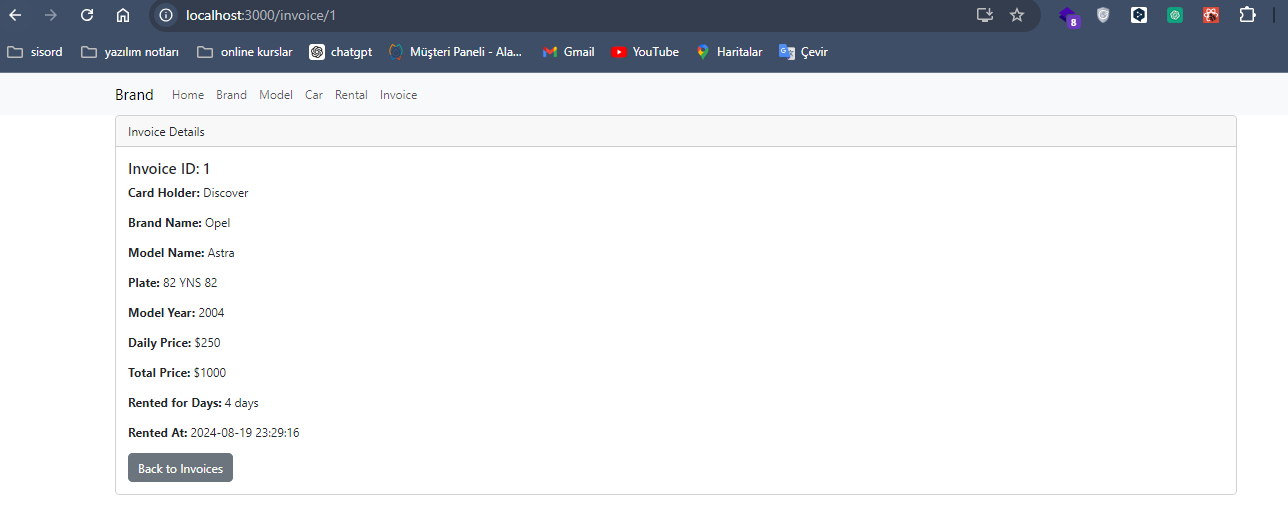 localhost:3000/invoice/1
8
sisord yazılım notları online kurslar chatgpt Müşteri Paneli - Ala... Gmail YouTube Haritalar Çevir
Brand Home Brand Model Car Rental Invoice
Invoice Details
Invoice ID: 1
Card Holder: Discover
Brand Name: Opel
Model Name: Astra
Plate: 82 YNS 82
Model Year: 2004
Daily Price: $250
Total Price: $1000
Rented for Days: 4 days
Rented At: 2024-08-19 23:29:16
Back to Invoices